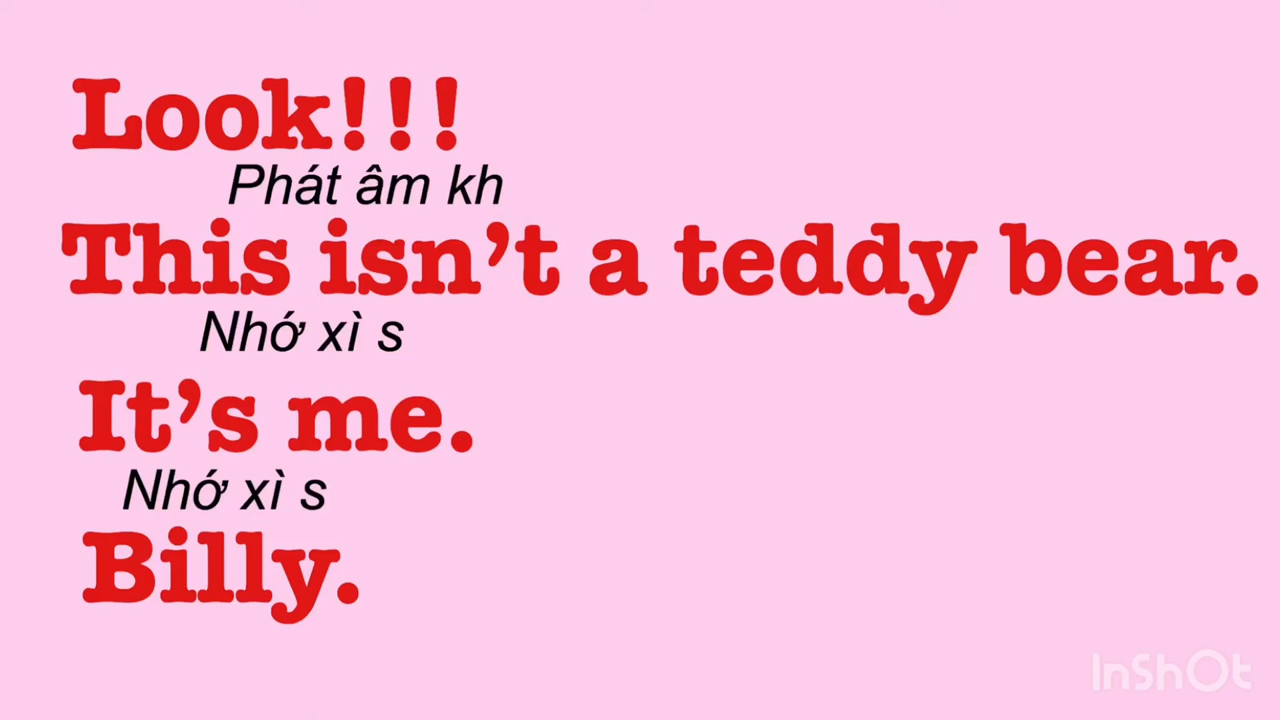 Look!!!
Phát âm kh
This isn’t a teddy bear.
Nhớ xì s
It’s me.
Nhớ xì s
Billy.
InShOt